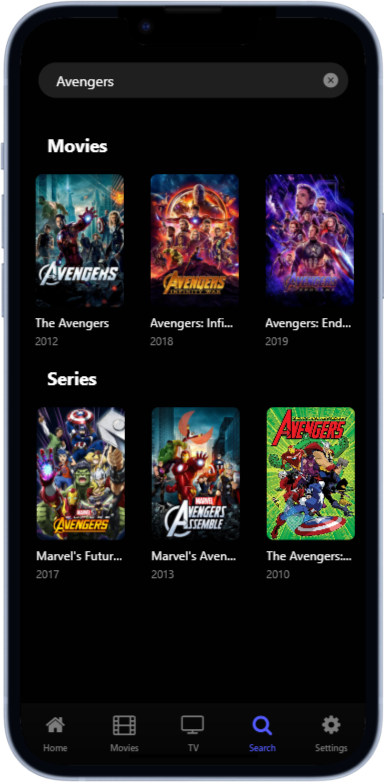 Avengers
Movies
AVENGERS
AVENGERS
INFINITY WAR
AVENGERS
The Avengers
Avengers: Infi...
Avengers: End...
2012
2018
2019
Series
MARVEL
AVENGERS
MARVEL
AVENGERS
ASSEMBLE
AVENGERS
Marvel's Futur...
Marvel's Aven...
The Avengers:...
2017
2013
2010
Home
Movies
TV
Search
Settings